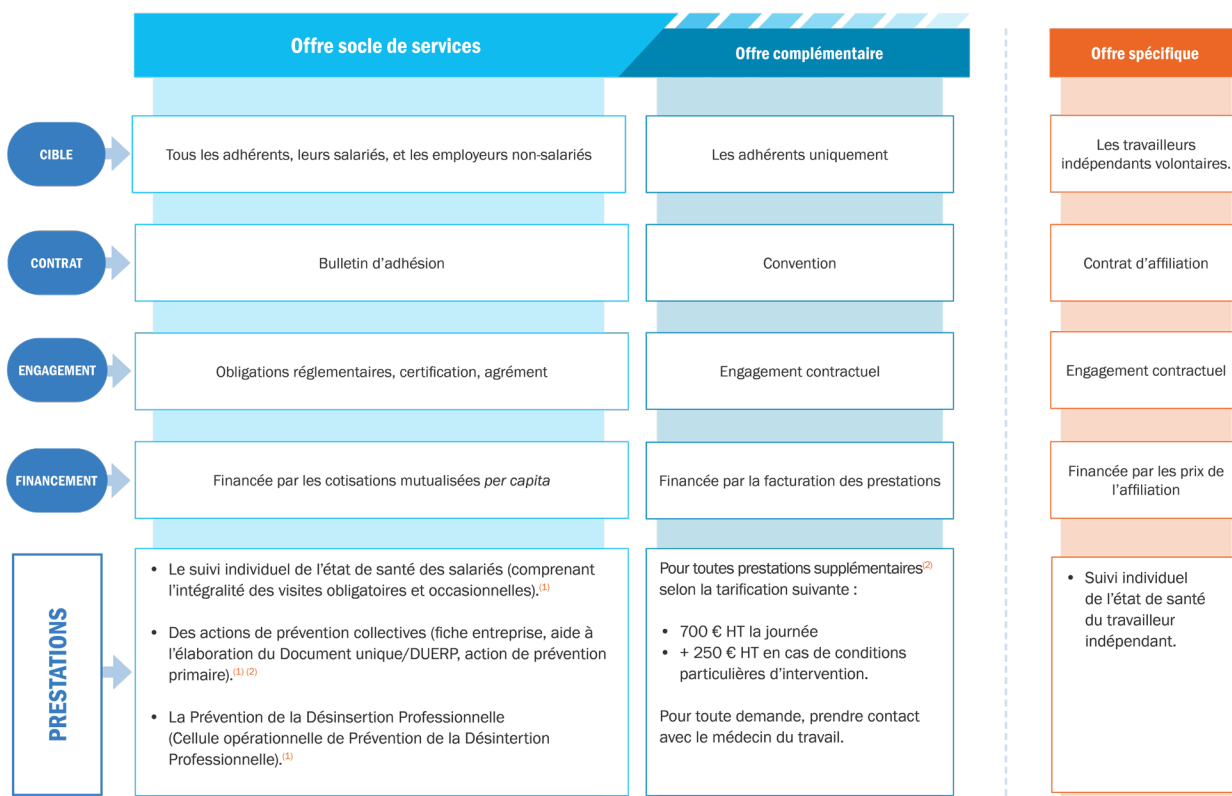 Offre socle de services
Offre complémentaire
Offre spécifique
CIBLE
Tous les adhérents, leurs salariés, et les employeurs non-salariés
Les adhérents uniquement
Les travailleurs
indépendants volontaires.
CONTRAT
Bulletin d’adhésion
Convention
Contrat d’affiliation
ENGAGEMENT
Obligations réglementaires, certification, agrément
Engagement contractuel
Engagement contractuel
FINANCEMENT
Financée par les cotisations mutualisées per capita
Financée par la facturation des prestations
Financée par les prix de
l’affiliation
PRESTATIONS
• Le suivi individuel de l’état de santé des salariés (comprenant
l’intégralité des visites obligatoires et occasionnelles).(1)
• Des actions de prévention collectives (fiche entreprise, aide à
l’élaboration du Document unique/DUERP, action de prévention
primaire).(1) (2)
• La Prévention de la Désinsertion Professionnelle
(Cellule opérationnelle de Prévention de la Désintertion
Professionnelle).(1)
Pour toutes prestations supplémentaires(2)
selon la tarification suivante :
• 700 € HT la journée
• + 250 € HT en cas de conditions
particulières d’intervention.
Pour toute demande, prendre contact
avec le médecin du travail.
• Suivi individuel
de l’état de santé
du travailleur
indépendant.